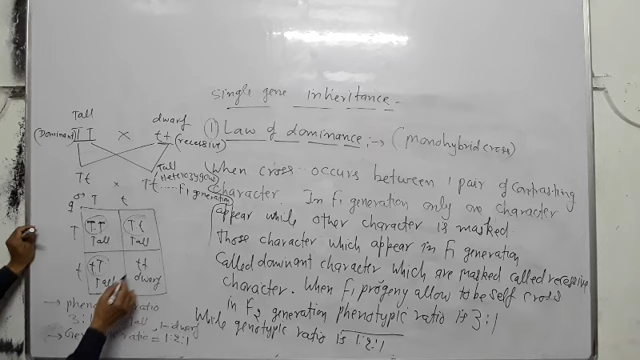 Single gene inheritance -
Tall
dwarf
(Dominant) TT × tt (recessive)
Tall
Heterozygous
Tt × Tt .... F1 generation
T t
T TT Tall Tt Tall
t tT Tall tt dwarf
→ phenotypic ratio
3:
= 1:2:1
① Law of dominance :→ (monohybrid cross)
When cross occurs between 1 pair of contrasting
Character. In F1 generation only one character
appear while other character is masked
Those character which appear in F1 generation
Called dominant character which are masked called recessive
character. When F1 progeny allow to be self cross
in F2 generation phenotypic ratio is 3:1
While genotypic ratio is 1:2:1